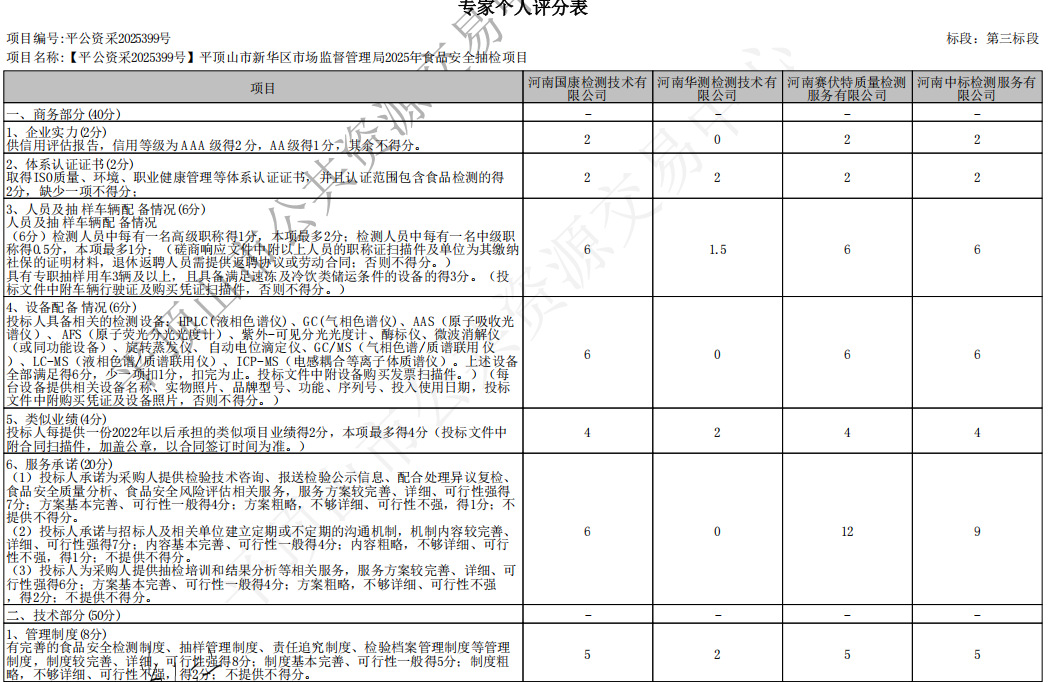 专家个人评分表
项目编号:平公资采2025399号
标段：第三标段
项目名称:【平公资采2025399号】平顶山市新华区市场监督管理局2025年食品安全抽检项目
项目
河南国康检测技术有
限公司
河南华测检测技术有
限公司
河南赛伏特质量检测
服务有限公司
河南中标检测服务有
限公司
一、商务部分(40分)
－ － － －
1、企业实力(2分)
供信用评估报告，信用等级为AAA 级得2 分，AA级得1分，其余不得分。
2 0 2 2
2、体系认证证书(2分)
取得ISO质量、环境、职业健康管理等体系认证证书，并且认证范围包含食品检测的得
2分，缺少一项不得分；
2 2 2 2
3、人员及抽 样车辆配 备情况(6分)
人员及抽 样车辆配 备情况
（6分）检测人员中每有一名高级职称得1分，本项最多2分；检测人员中每有一名中级职
称得0.5分，本项最多1分；（磋商响应文件中附以上人员的职称证扫描件及单位为其缴纳
社保的证明材料，退休返聘人员需提供返聘协议或劳动合同；否则不得分。）
具有专职抽样用车3辆及以上，且具备满足速冻及冷饮类储运条件的设备的得3分。（投
标文件中附车辆行驶证及购买凭证扫描件，否则不得分。）
6 1.5 6 6
4、设备配备 情况(6分)
投标人具备相关的检测设备：HPLC(液相色谱仪)、GC(气相色谱仪)、AAS（原子吸收光
谱仪）、AFS（原子荧光分光光度计）、紫外-可见分光光度计、酶标仪、微波消解仪
（或同功能设备）、旋转蒸发仪、自动电位滴定仪、GC/MS（气相色谱/质谱联用 仪
）、LC-MS（液相色谱/质谱联用仪）、ICP-MS（电感耦合等离子体质谱仪），上述设备
全部满足得6分，少一项扣1分，扣完为止。投标文件中附设备购买发票扫描件。）（每
台设备提供相关设备名称、实物照片、品牌型号、功能、序列号、投入使用日期，投标
文件中附购买凭证及设备照片，否则不得分。）
6 0 6 6
5、类似业绩(4分)
投标人每提供一份2022年以后承担的类似项目业绩得2分，本项最多得4分（投标文件中
附合同扫描件，加盖公章，以合同签订时间为准。）
4 2 4 4
6、服务承诺(20分)
（1）投标人承诺为采购人提供检验技术咨询、报送检验公示信息、配合处理异议复检、
食品安全质量分析、食品安全风险评估相关服务，服务方案较完善、详细、可行性强得
7分；方案基本完善、可行性一般得4分；方案粗略，不够详细、可行性不强，得1分；不
提供不得分。
（2）投标人承诺与招标人及相关单位建立定期或不定期的沟通机制，机制内容较完善、
详细、可行性强得7分；内容基本完善、可行性一般得4分；内容粗略，不够详细、可行
性不强，得1分；不提供不得分。
（3）投标人为采购人提供抽检培训和结果分析等相关服务，服务方案较完善、详细、可
行性强得6分；方案基本完善、可行性一般得4分；方案粗略，不够详细、可行性不强
，得2分；不提供不得分。
6 0 12 9
二、技术部分(50分)
－ － － －
1、管理制度(8分)
有完善的食品安全检测制度、抽样管理制度、责任追究制度、检验档案管理制度等管理
制度，制度较完善、详细、可行性强得8分；制度基本完善、可行性一般得5分；制度粗
略，不够详细、可行性不强，得2分；不提供不得分。
5 2 5 5
平顶山市公共资源交易中心